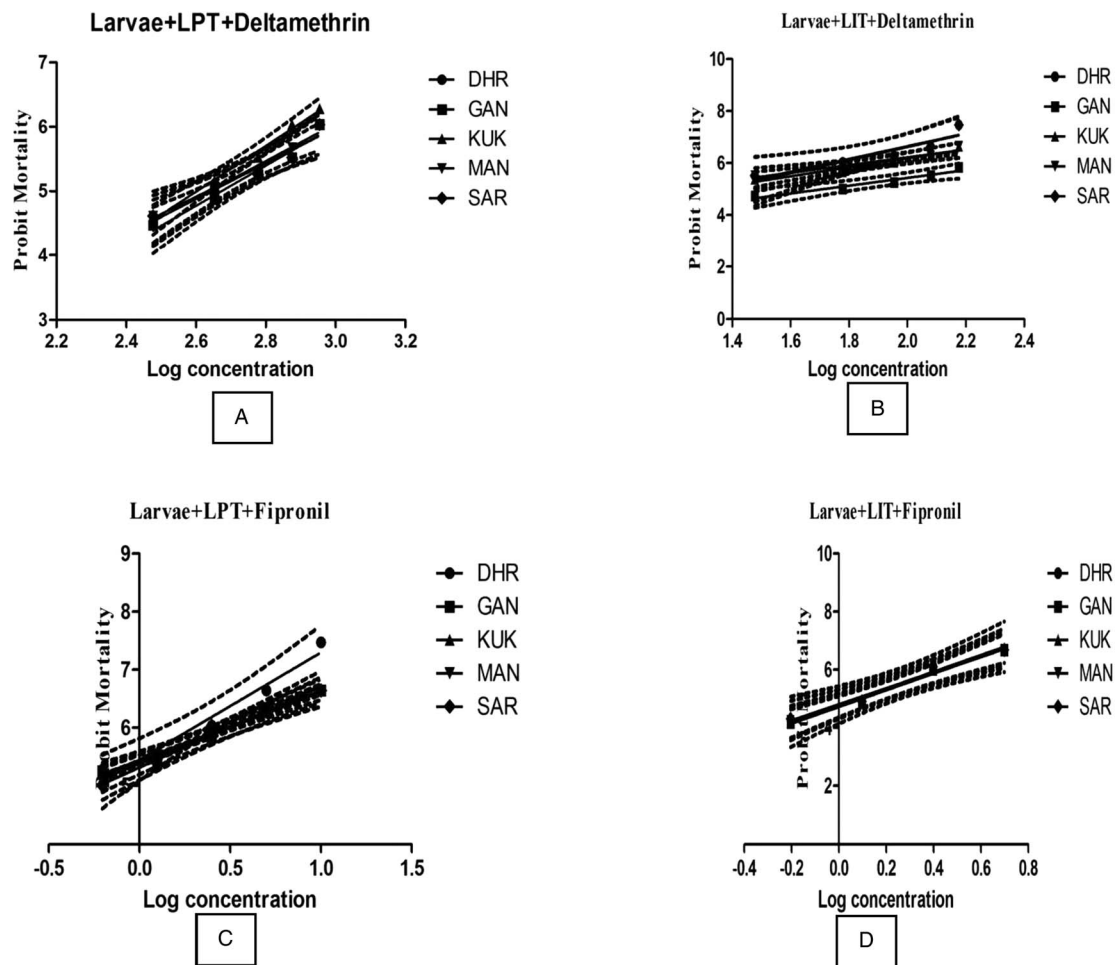 Larvae+LPT+Deltamethrin
Probit Mortality
7
6
5
4
3
2.2 2.4 2.6 2.8 3.0 3.2
Log concentration
DHR
GAN
KUK
MAN
SAR
A
Larvae+LIT+Deltamethrin
Probit Mortality
10
8
6
4
2
0
1.4 1.6 1.8 2.0 2.2 2.4
Log concentration
DHR
GAN
KUK
MAN
SAR
B
Larvae+LPT+Fipronil
obit Mortality
9
7
6
-0.5 0.0 0.5 1.0 1.5
Log concentration
DHR
GAN
KUK
MAN
SAR
C
Larvae+LIT+Fipronil
Probit Mortality
10
8
6
2
-0.4 -0.2 0.0 0.2 0.4 0.6 0.8
Log concentration
DHR
GAN
KUK
MAN
SAR
D